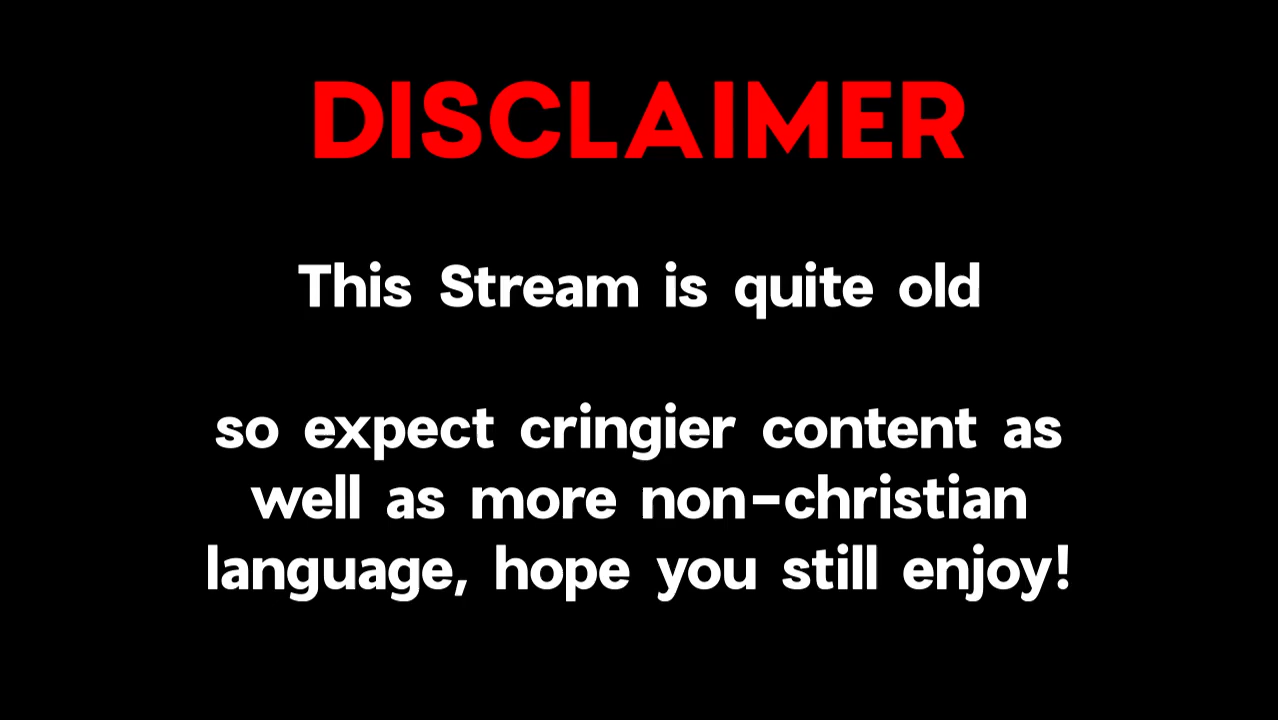 DISCLAIMER
This Stream is quite old
so expect cringier content as
well as more non-christian
language, hope you still enjoy!